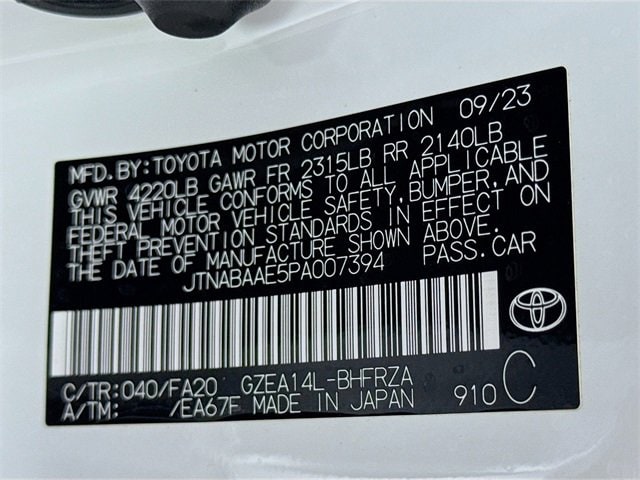 MFD.BY:TOYOTA MOTOR CORPORATION 09/23
GVWR 4220LB GAWR FR 2315LB RR 2140LB
THIS VEHICLE CONFORMS TO ALL APPLICABLE
FEDERAL MOTOR VEHICLE SAFETY,BUMPER,AND
THEFT PREVENTION STANDARDS IN EFFECT ON
THE DATE OF MANUFACTURE SHOWN ABOVE.
JTNABAAE5PA007394 PASS.CAR
C/TR:040/FA20 GZEA14L-BHFRZA
A/TM: /EA67F MADE IN JAPAN 910 C